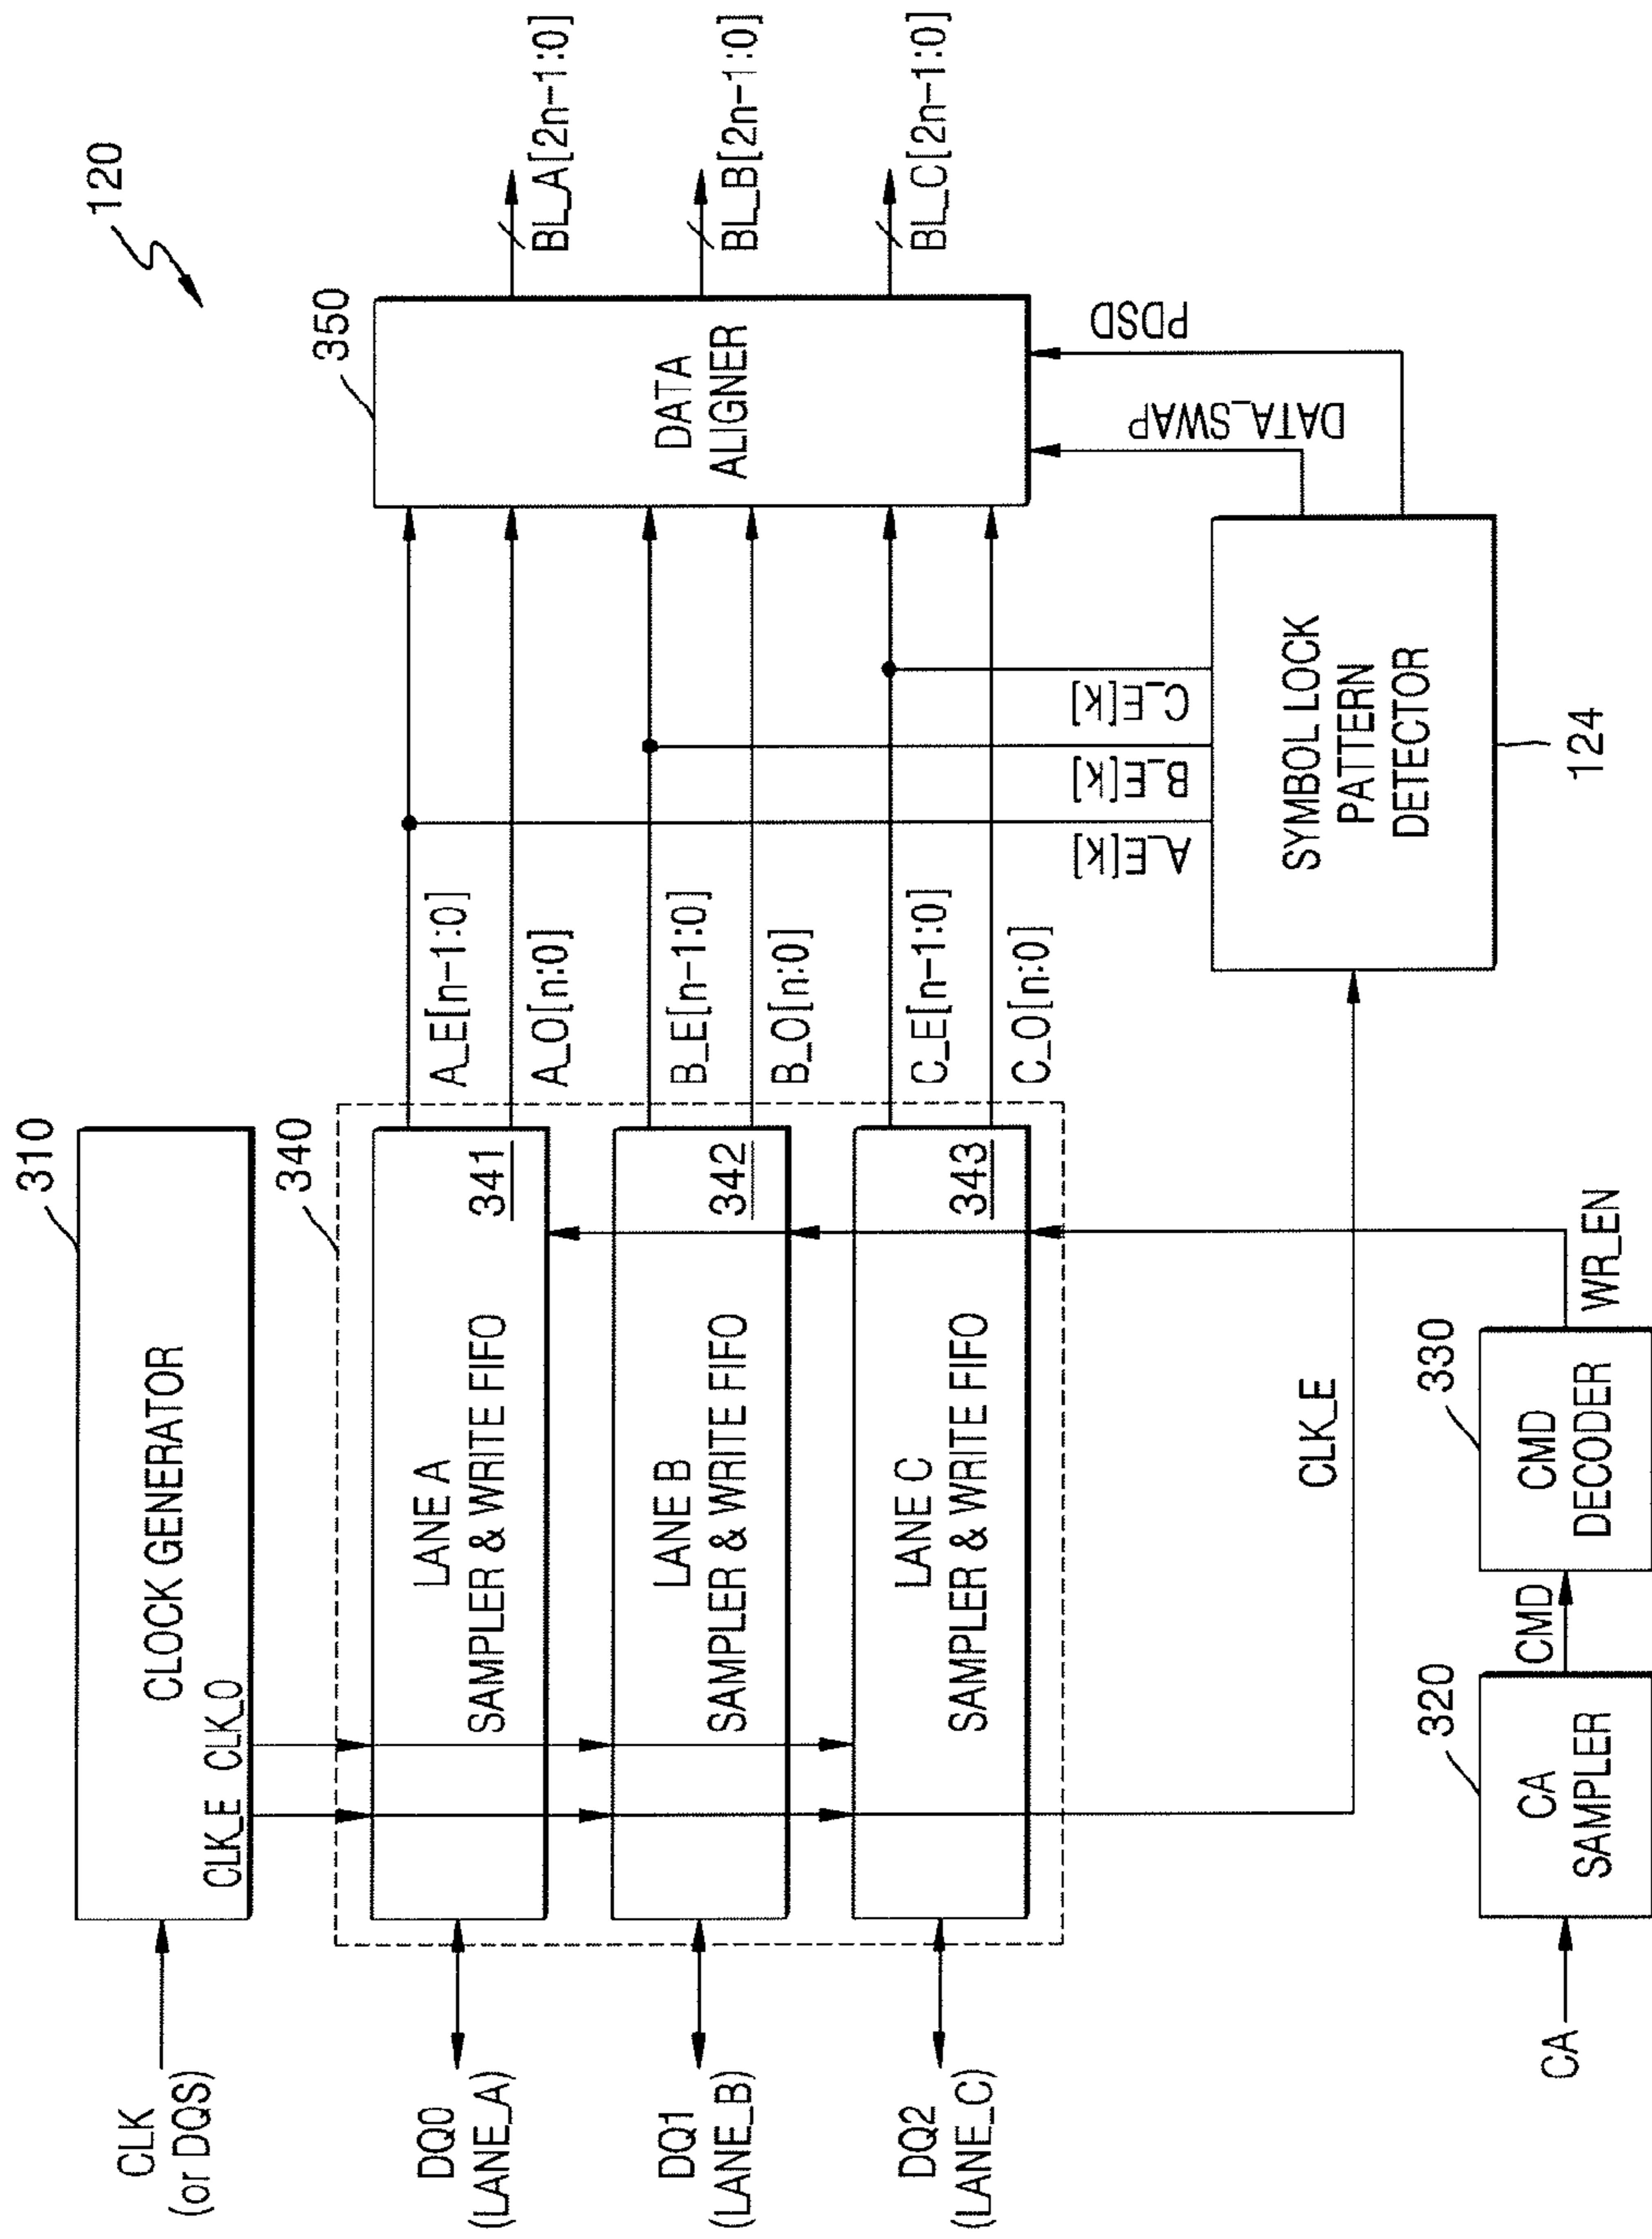 120
310
CLK
(or DQS)
CLOCK GENERATOR
CLK_E
CLK_O
340
350
DQ0
(LANE_A)
LANE A
SAMPLER & WRITE FIFO
341
A_E[n-1:0]
A_O[n:0]
DQ1
(LANE_B)
LANE B
SAMPLER & WRITE FIFO
342
B_E[n-1:0]
B_O[n:0]
DQ2
(LANE_C)
LANE C
SAMPLER & WRITE FIFO
343
C_E[n-1:0]
C_O[n:0]
DATA
ALIGNER
BL_A[2n-1:0]
BL_B[2n-1:0]
BL_C[2n-1:0]
A_E[k]
B_E[k]
C_E[k]
DATA_SWAP
PDSD
CLK_E
SYMBOL LOCK
PATTERN
DETECTOR
124
CA
320
CA
SAMPLER
CMD
330
CMD
DECODER
WR_EN